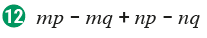 12 mp − mq + np − nq